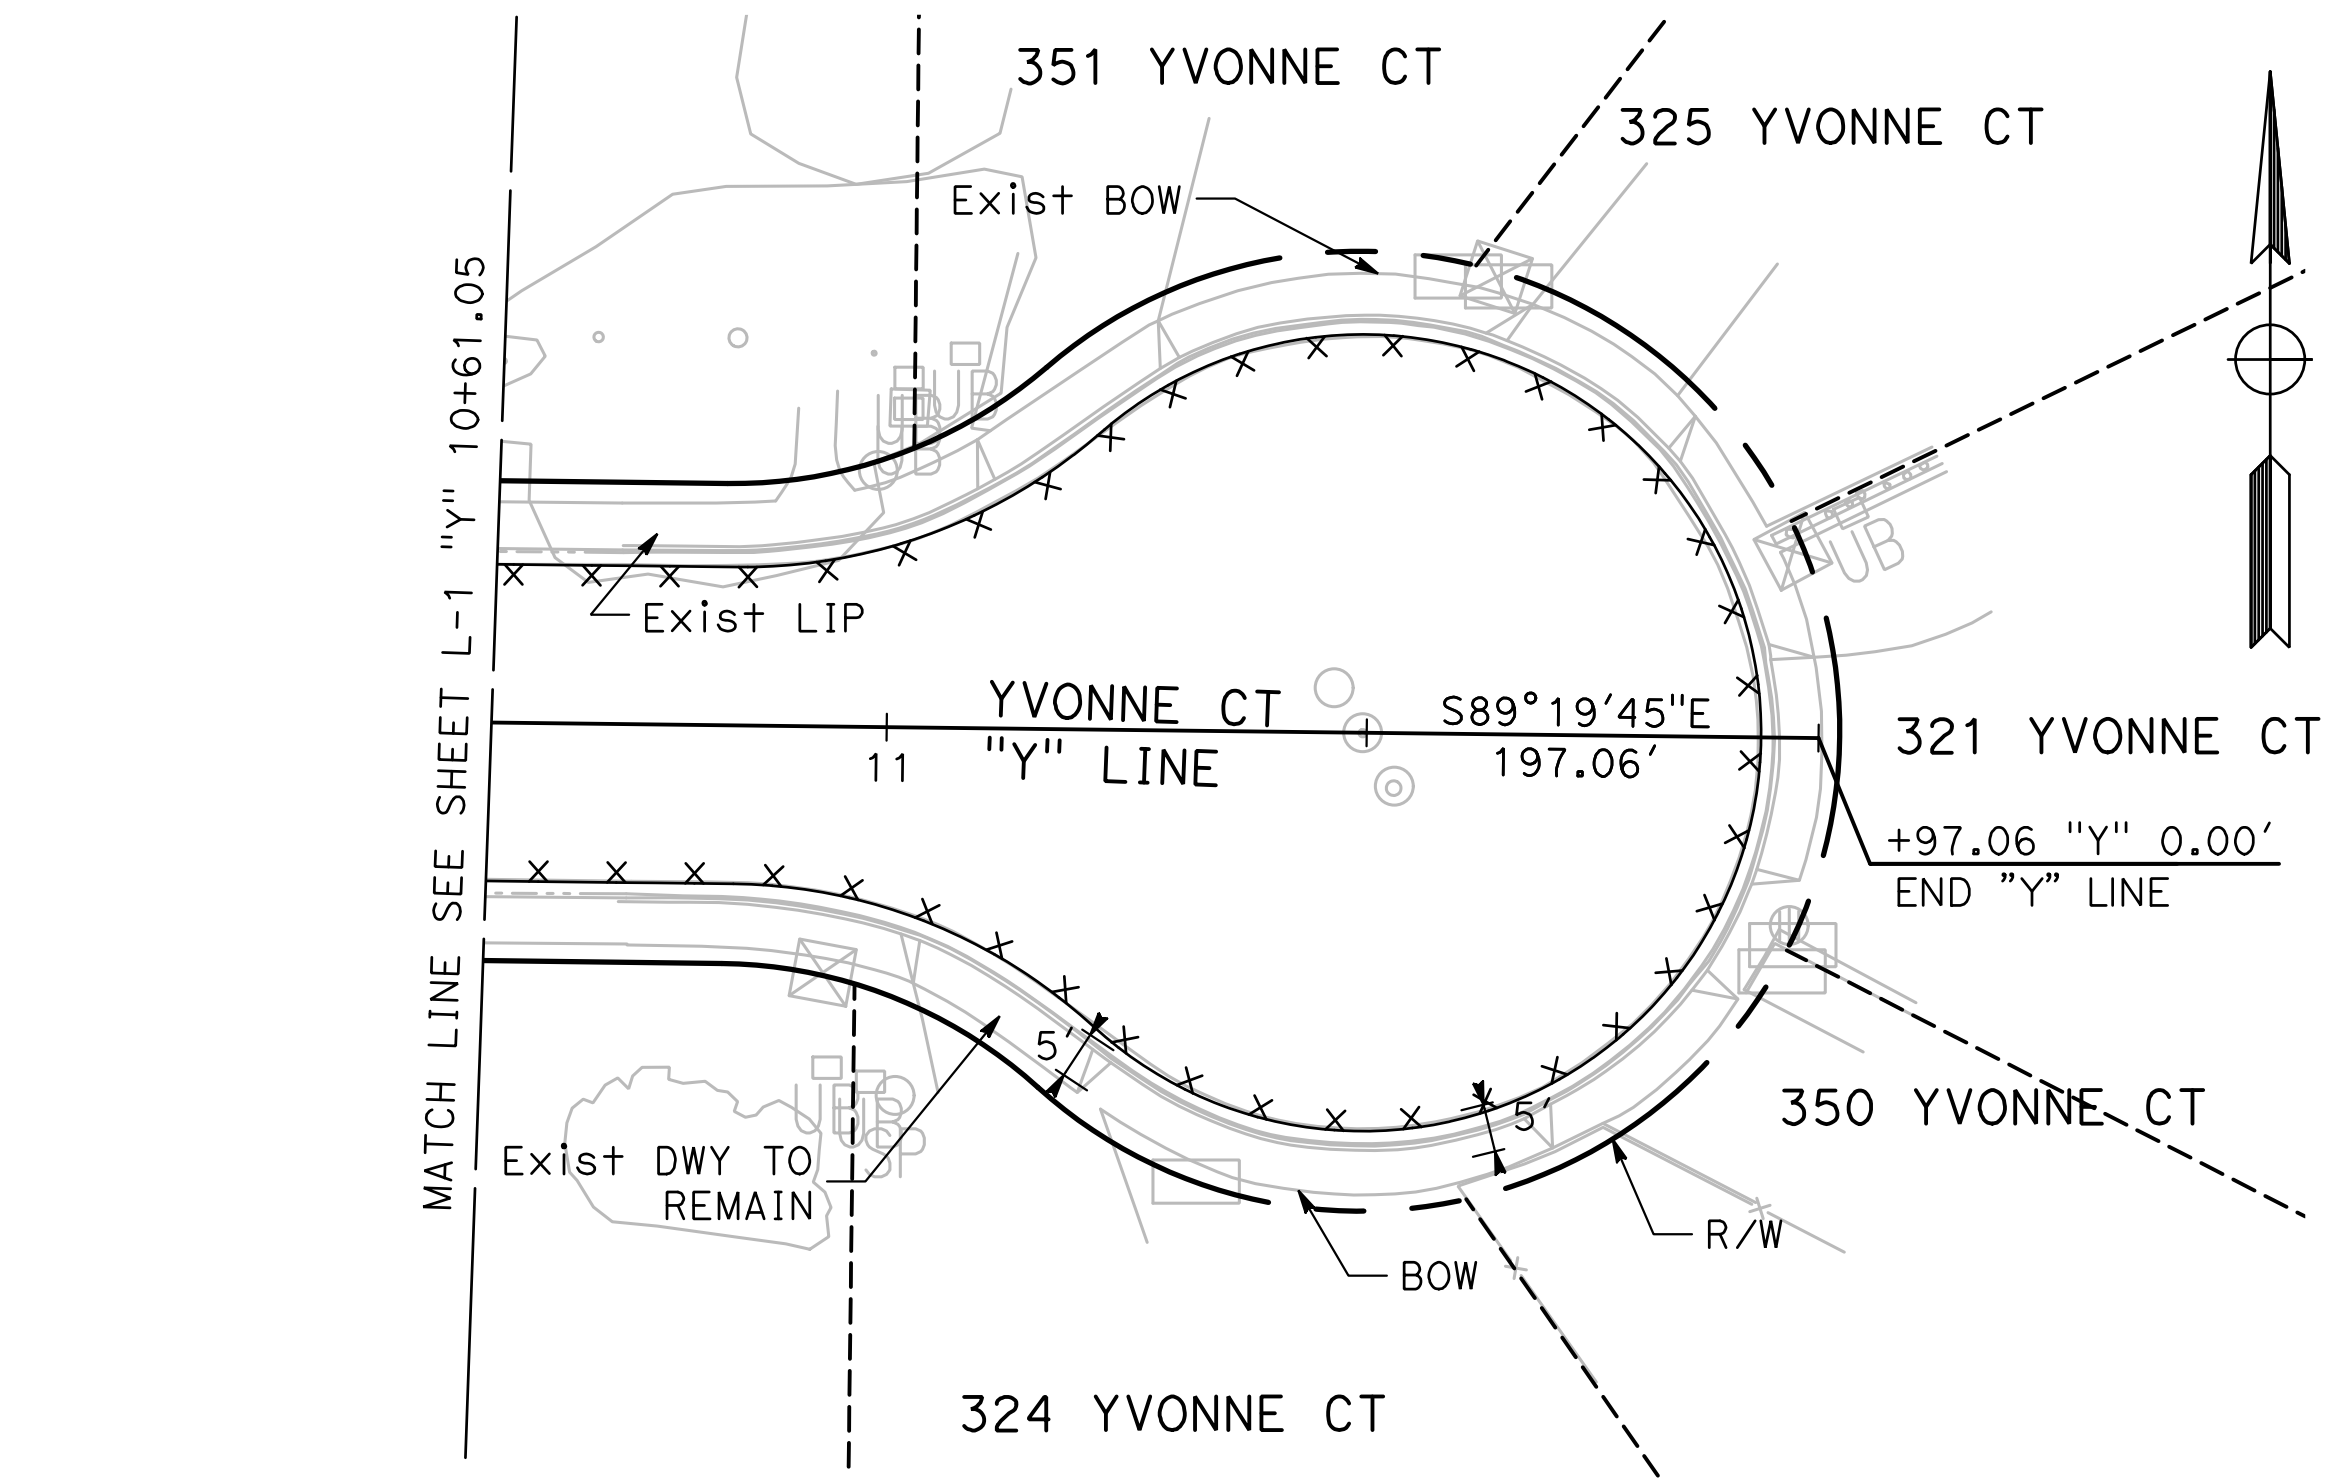 351 YVONNE CT
325 YVONNE CT
Exist BOW
MATCH LINE SEE SHEET L-1 "Y" 10+61.05
UB
UB
UB
UB
Exist LIP
YVONNE CT
"Y" LINE
11
S89°19'45"E
197.06'
321 YVONNE CT
+97.06 "Y" 0.00'
END "Y" LINE
5'
5'
350 YVONNE CT
Exist DWY TO
REMAIN
R/W
BOW
324 YVONNE CT